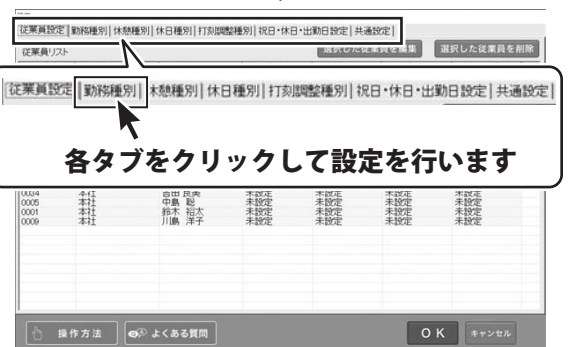 従業員設定 勤務種別 休憩種別 休日種別 打刻調整種別 祝日・休日・出勤日設定 共通設定
従業員リスト 選択した従業員を編集 選択した従業員を削除
従業員設定 勤務種別 休憩種別 休日種別 打刻調整種別 祝日・休日・出勤日設定 共通設定
各タブをクリックして設定を行います
0034 本社 吉田 良美 未設定 未設定 未設定 未設定
0005 本社 中島 聡 未設定 未設定 未設定 未設定
0001 本社 鈴木 裕太 未設定 未設定 未設定 未設定
0009 本社 川島 洋子 未設定 未設定 未設定 未設定
操作方法 よくある質問 OK キャンセル